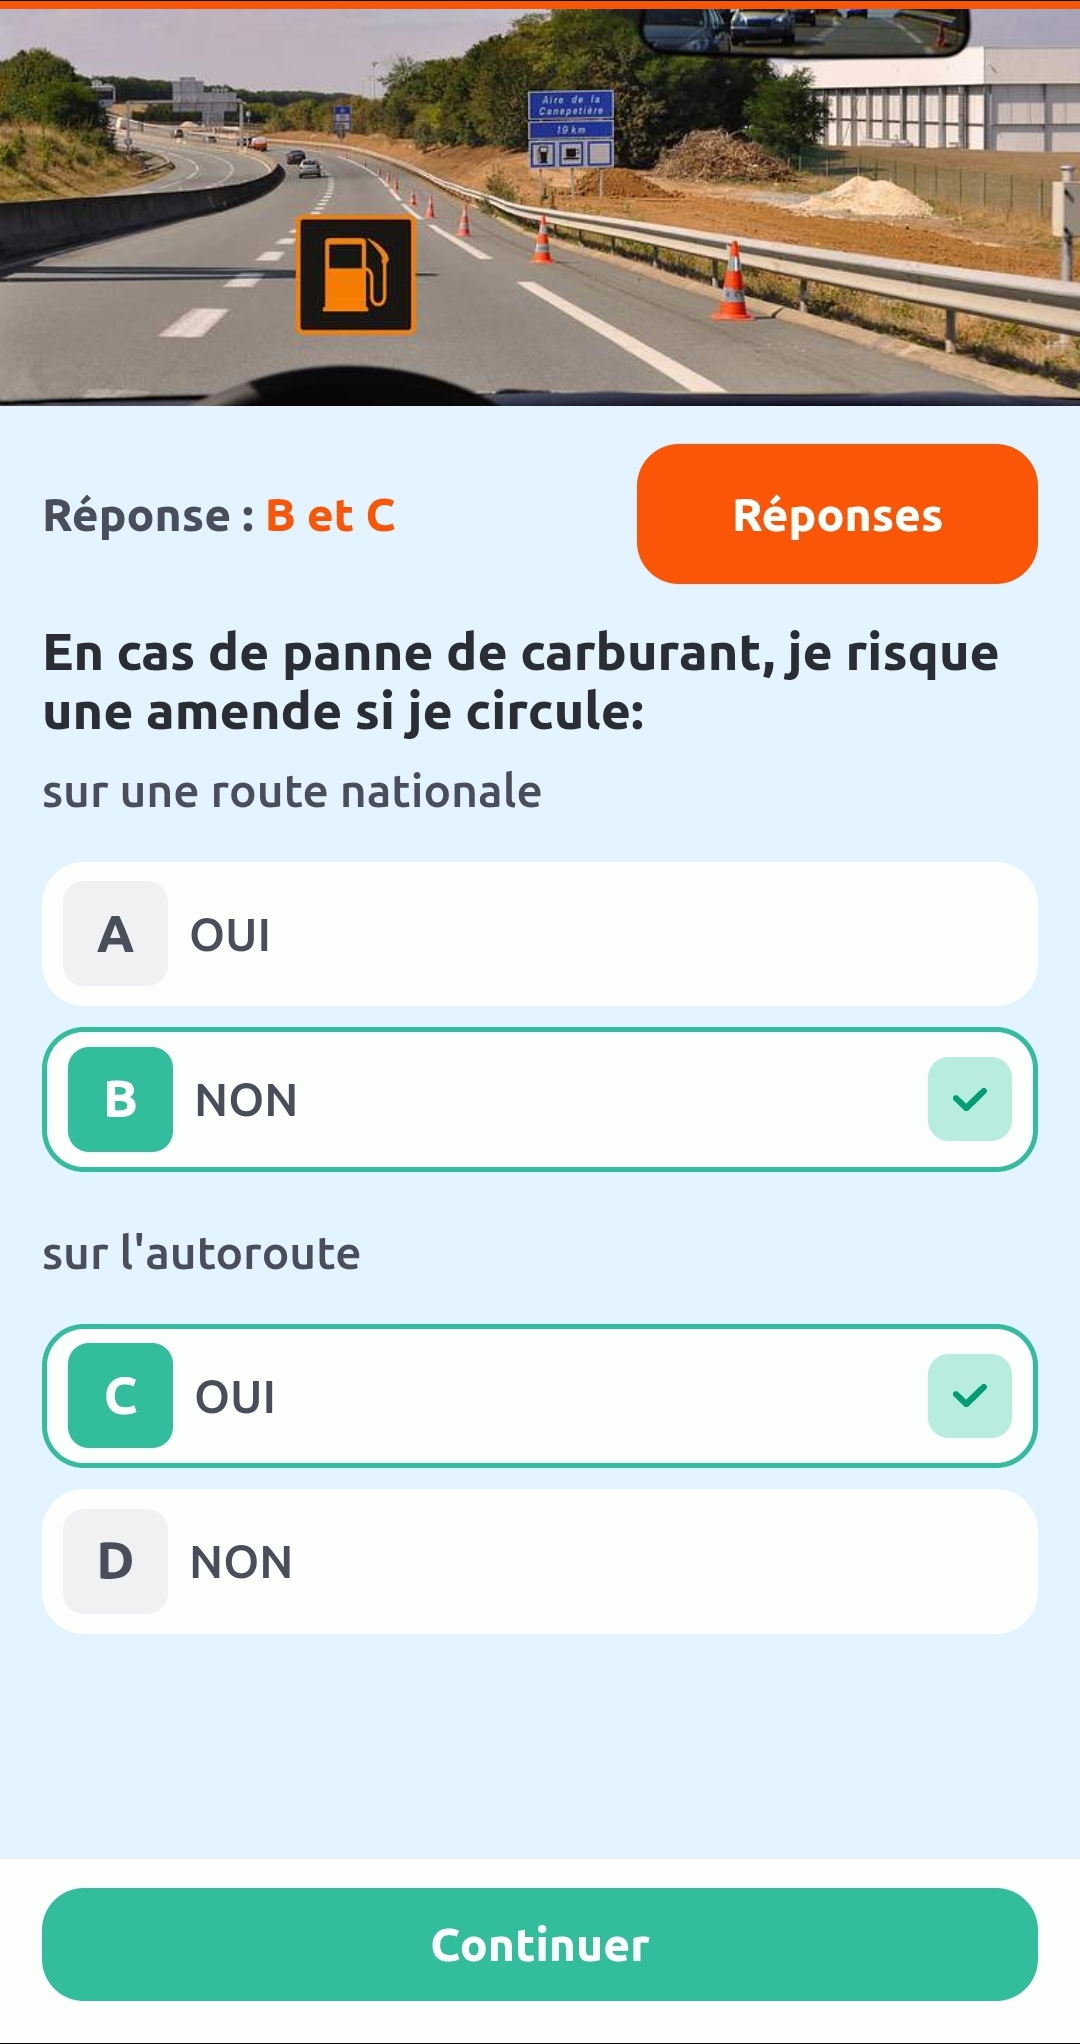 Aire de la
Canepetière
19 km
Réponse : B et C
Réponses
En cas de panne de carburant, je risque
une amende si je circule:
sur une route nationale
A OUI
B NON
sur l'autoroute
C OUI
D NON
Continuer